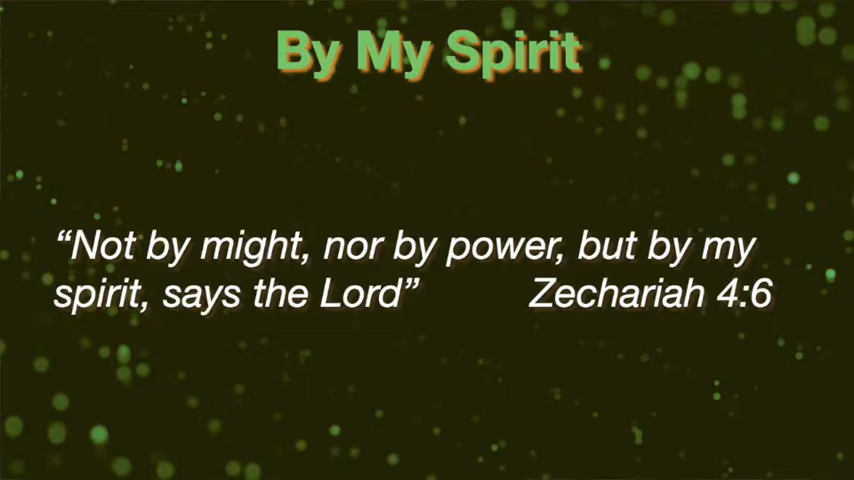 By My Spirit
“Not by might, nor by power, but by my
spirit, says the Lord” Zechariah 4:6